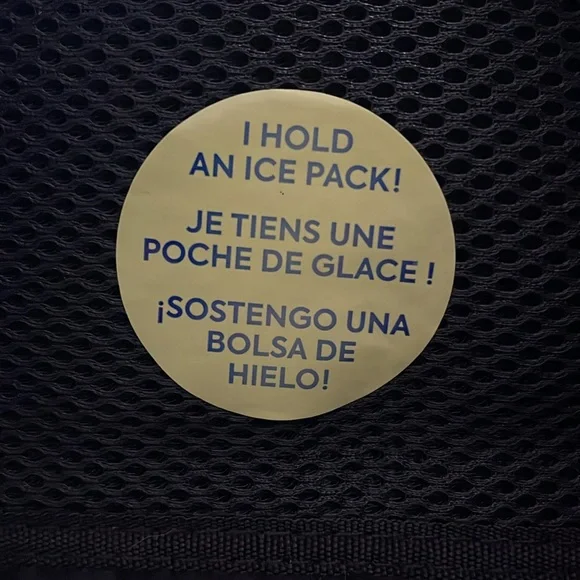 I HOLD
AN ICE PACK!
JE TIENS UNE
POCHE DE GLACE !
¡SOSTENGO UNA
BOLSA DE
HIELO!